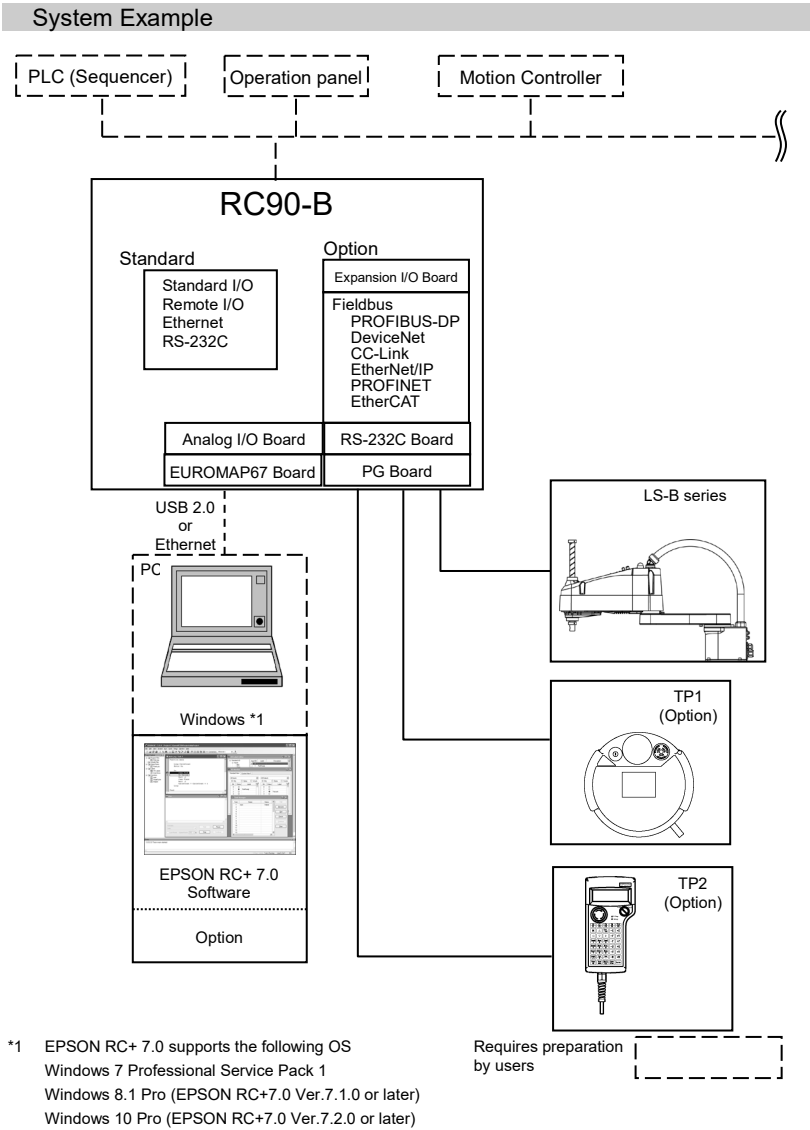 System Example
PLC (Sequencer)
Operation panel
Motion Controller
RC90-B
Standard
Standard I/O
Remote I/O
Ethernet
RS-232C
Option
Expansion I/O Board
Fieldbus
PROFIBUS-DP
DeviceNet
CC-Link
EtherNet/IP
PROFINET
EtherCAT
Analog I/O Board
RS-232C Board
EUROMAP67 Board
PG Board
USB 2.0
or
Ethernet
PC
Windows *1
EPSON RC+ 7.0
Software
Option
LS-B series
TP1
(Option)
TP2
(Option)
*1 EPSON RC+ 7.0 supports the following OS
Windows 7 Professional Service Pack 1
Windows 8.1 Pro (EPSON RC+7.0 Ver.7.1.0 or later)
Windows 10 Pro (EPSON RC+7.0 Ver.7.2.0 or later)
Requires preparation
by users